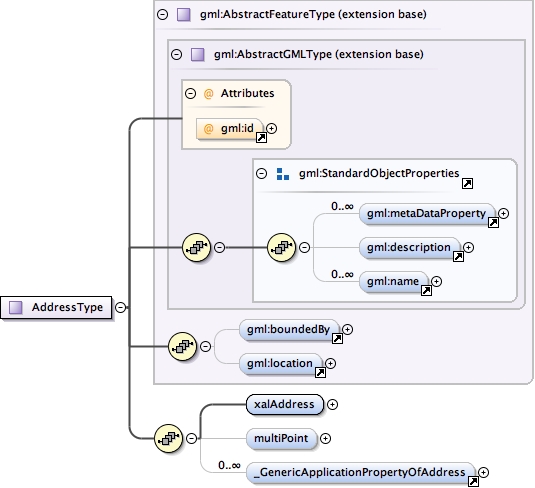 gml:AbstractFeatureType (extension base)
gml:AbstractGMLType (extension base)
@ Attributes
@ gml:id
gml:StandardObjectProperties
0..∞
gml:metaDataProperty
gml:description
0..∞
gml:name
AddressType
gml:boundedBy
gml:location
xalAddress
multiPoint
0..∞
_GenericApplicationPropertyOfAddress